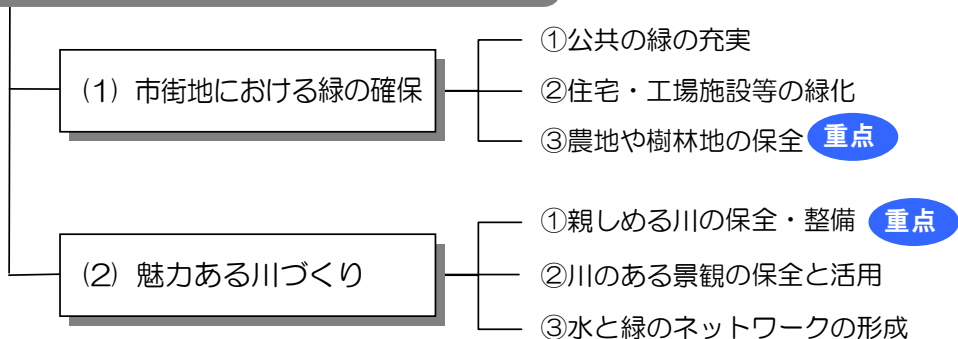 (1) 市街地における緑の確保
①公共の緑の充実
②住宅・工場施設等の緑化
③農地や樹林地の保全 重点
(2) 魅力ある川づくり
①親しめる川の保全・整備 重点
②川のある景観の保全と活用
③水と緑のネットワークの形成